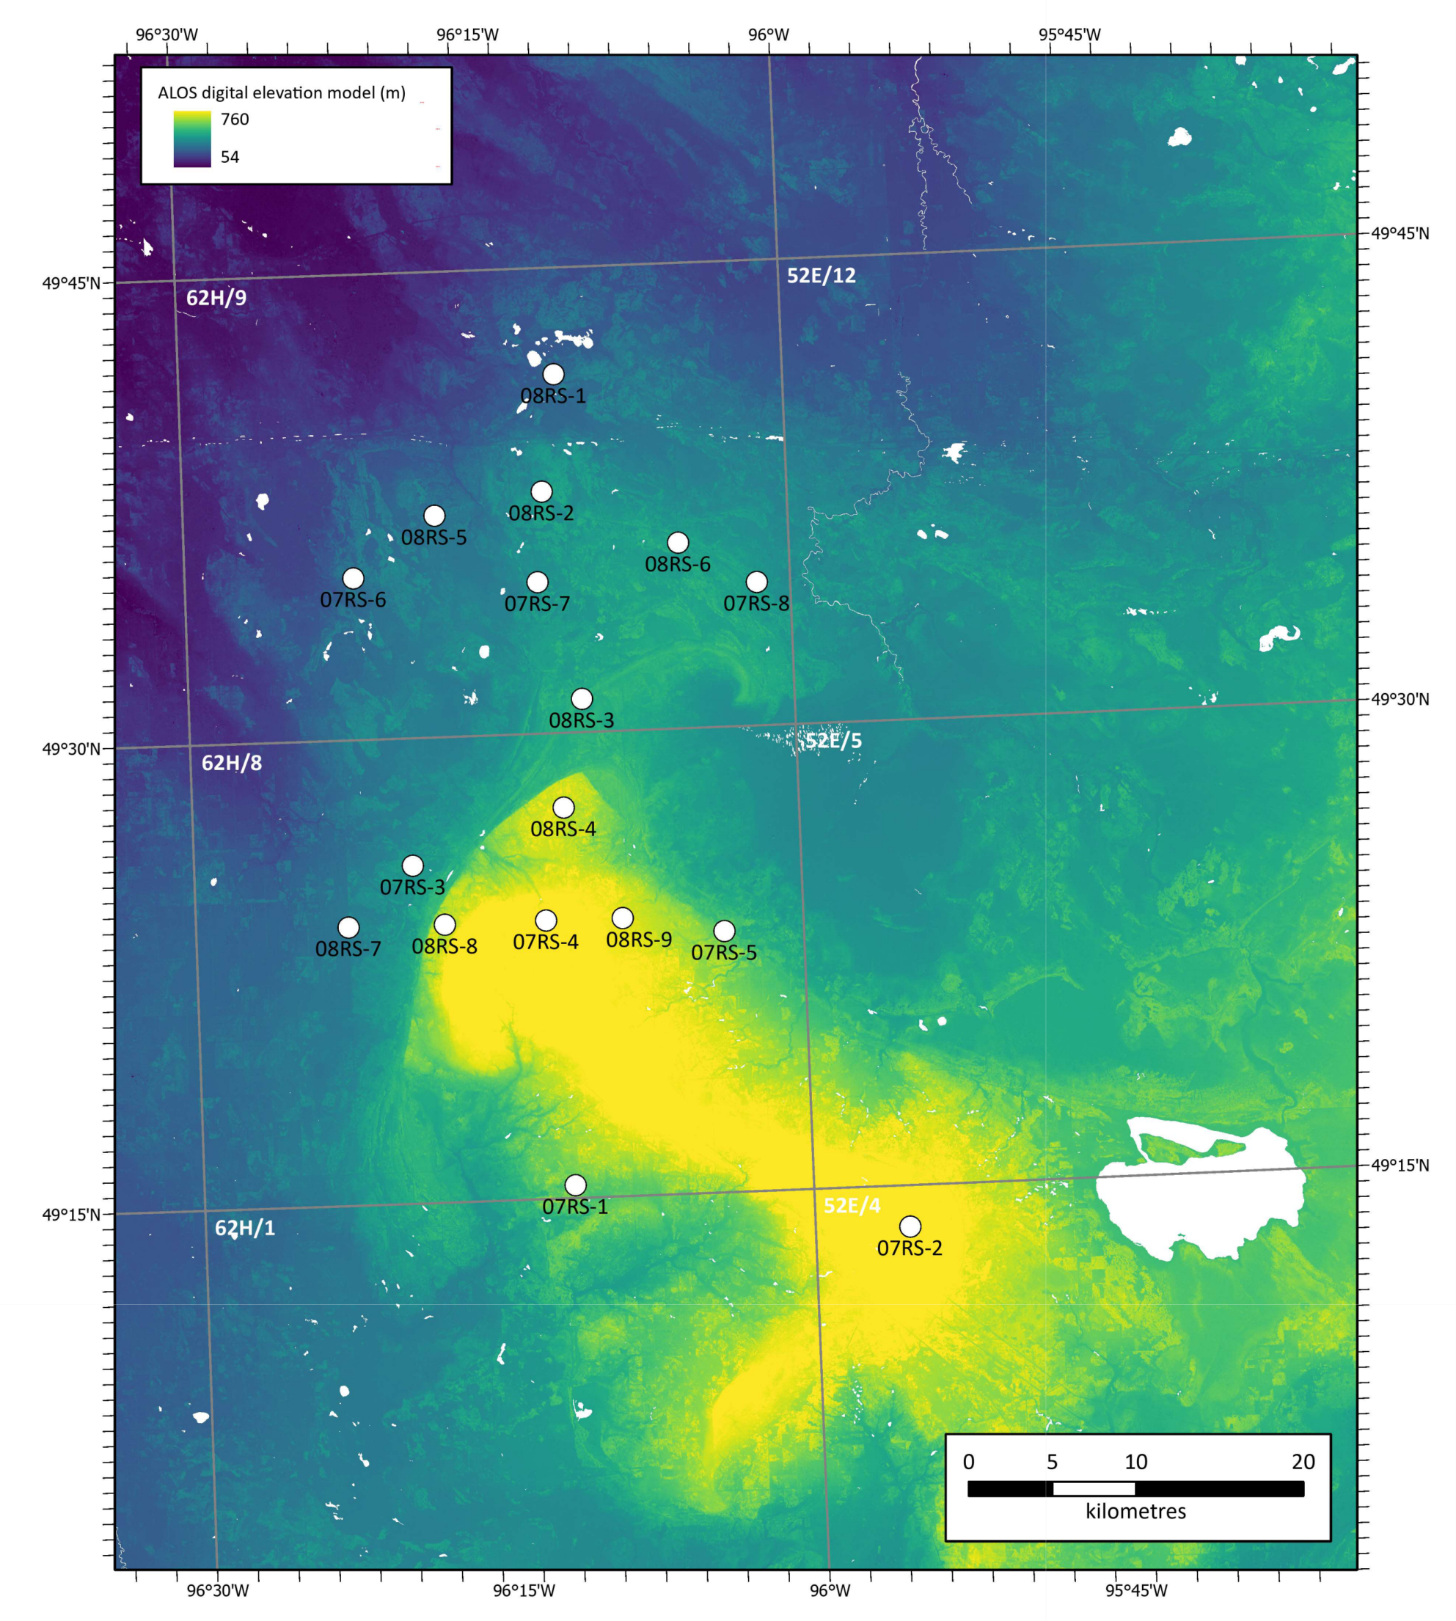 96°30'W 96°15'W 96°W 95°45'W
ALOS digital elevation model (m)
760
54
49°45'N
52E/12
49°45'N
62H/9
08RS-1
08RS-2
08RS-5
08RS-6
07RS-6 07RS-7 07RS-8
49°30'N
08RS-3
52E/5
49°30'N
62H/8
08RS-4
07RS-3
08RS-7 08RS-8 07RS-4 08RS-9 07RS-5
49°15'N
07RS-1 52E/4
49°15'N
62H/1
07RS-2
0 5 10 20
kilometres
96°30'W 96°15'W 96°W 95°45'W